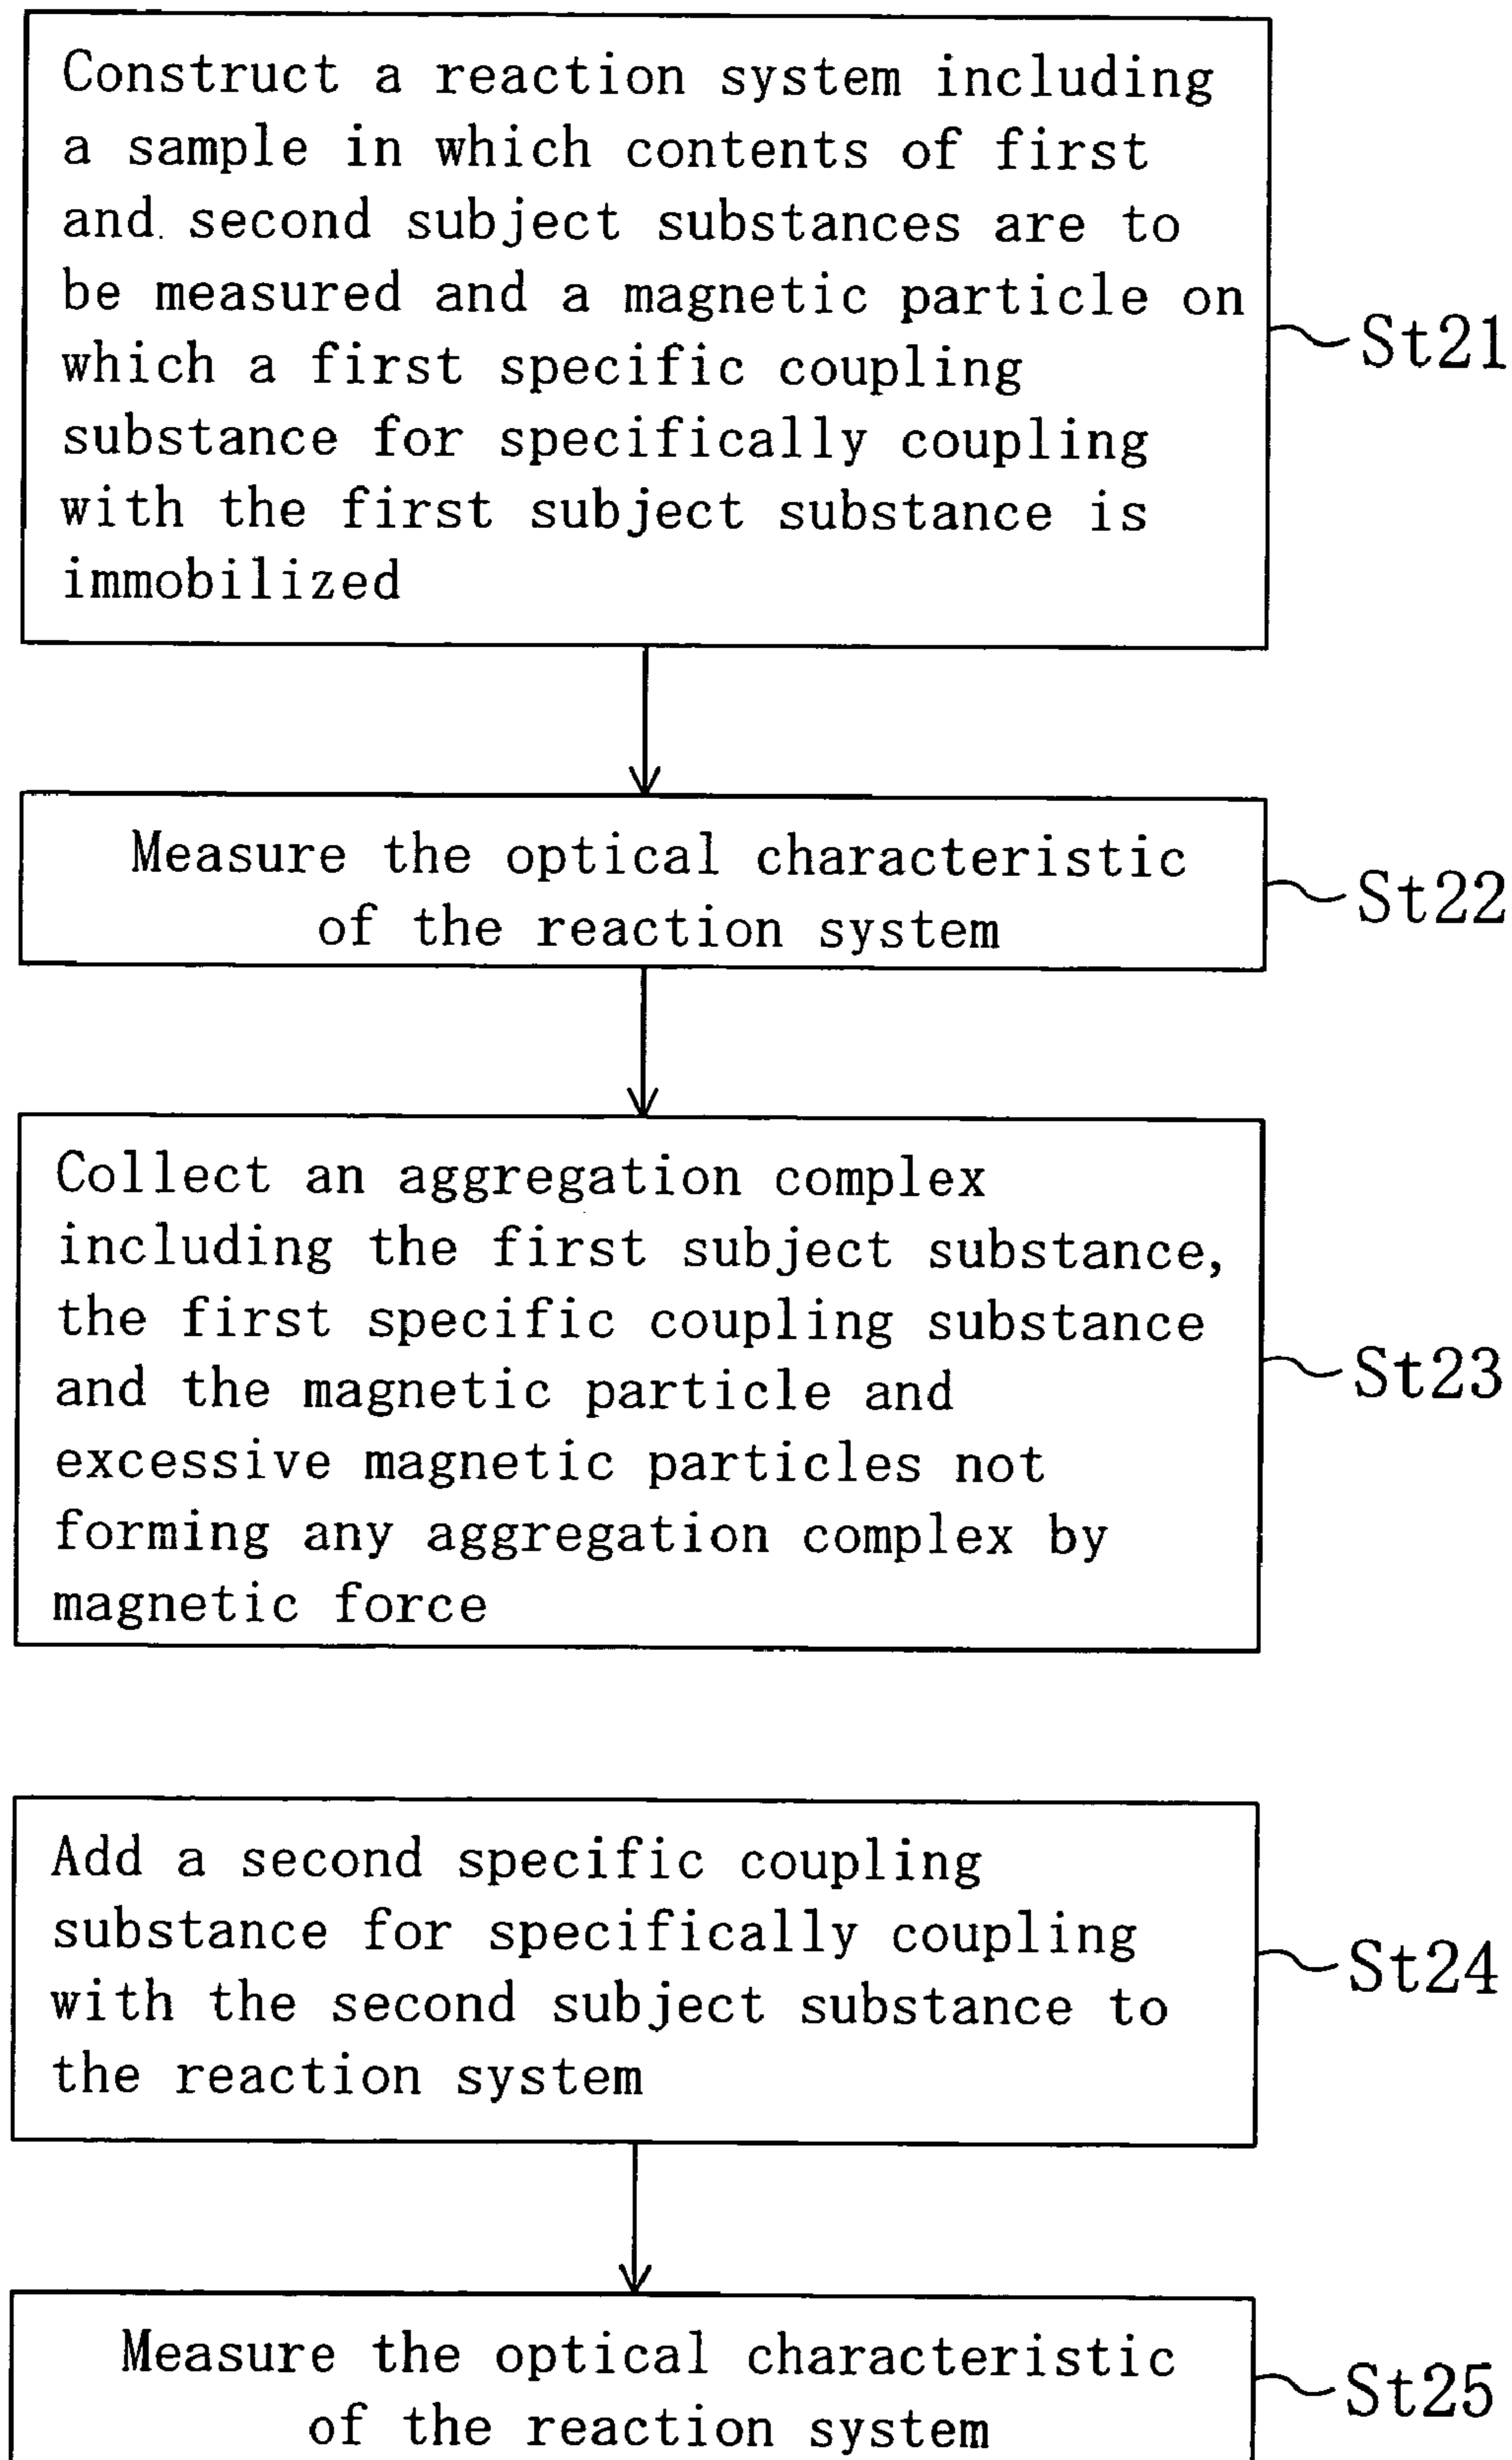 Construct a reaction system including
a sample in which contents of first
and second subject substances are to
be measured and a magnetic particle on
which a first specific coupling
substance for specifically coupling
with the first subject substance is
immobilized
St21
Measure the optical characteristic
of the reaction system
St22
Collect an aggregation complex
including the first subject substance,
the first specific coupling substance
and the magnetic particle and
excessive magnetic particles not
forming any aggregation complex by
magnetic force
St23
Add a second specific coupling
substance for specifically coupling
with the second subject substance to
the reaction system
St24
Measure the optical characteristic
of the reaction system
St25